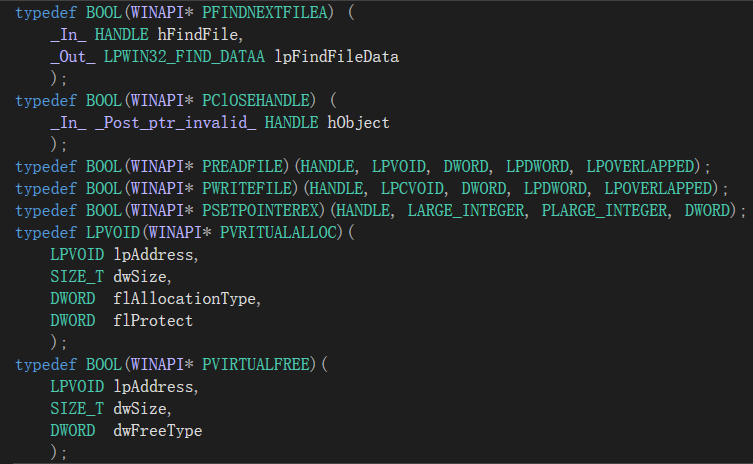 typedef BOOL(WINAPI* PFINDNEXTFILEA) (
    _In_ HANDLE hFindFile,
    _Out_ LPWIN32_FIND_DATAA lpFindFileData
    );
typedef BOOL(WINAPI* PClOSEHANDLE) (
    _In_ _Post_ptr_invalid_ HANDLE hObject
    );
typedef BOOL(WINAPI* PREADFILE)(HANDLE, LPVOID, DWORD, LPDWORD, LPOVERLAPPED);
typedef BOOL(WINAPI* PWRITEFILE)(HANDLE, LPCVOID, DWORD, LPDWORD, LPOVERLAPPED);
typedef BOOL(WINAPI* PSETPOINTEREX)(HANDLE, LARGE_INTEGER, PLARGE_INTEGER, DWORD);
typedef LPVOID(WINAPI* PVRITUALALLOC)(
    LPVOID lpAddress,
    SIZE_T dwSize,
    DWORD  flAllocationType,
    DWORD  flProtect
    );
typedef BOOL(WINAPI* PVIRTUALFREE)(
    LPVOID lpAddress,
    SIZE_T dwSize,
    DWORD  dwFreeType
    );